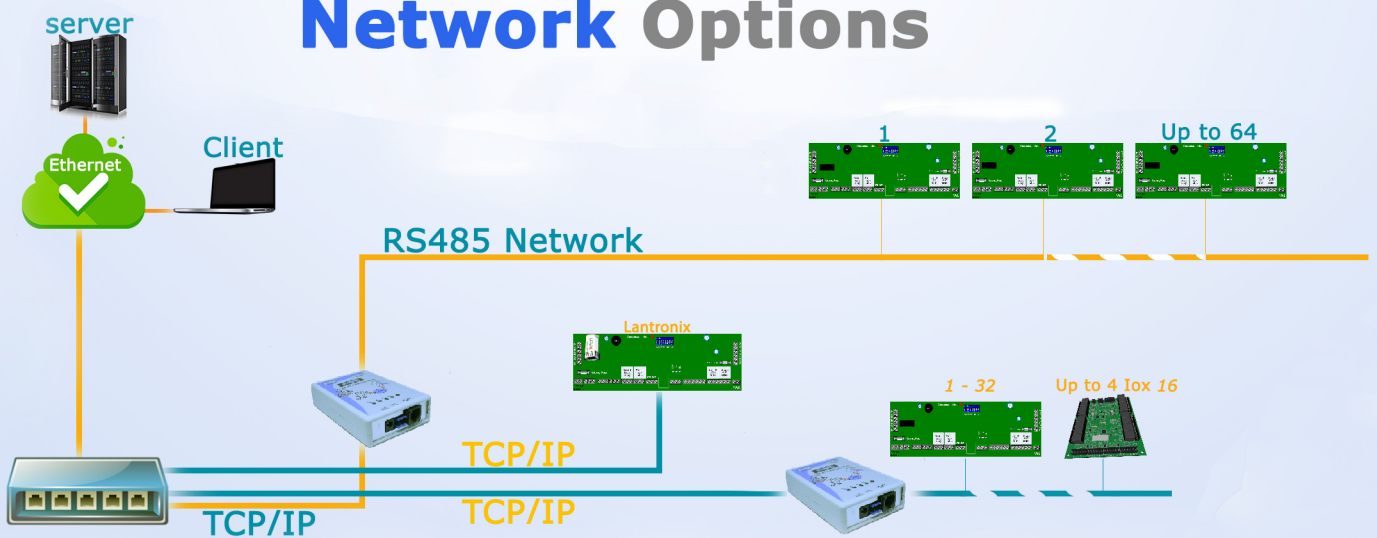 Network Options
server
Ethernet
Client
1
2
Up to 64
RS485 Network
Lantronix
1 - 32
Up to 4 Iox 16
TCP/IP
TCP/IP
TCP/IP